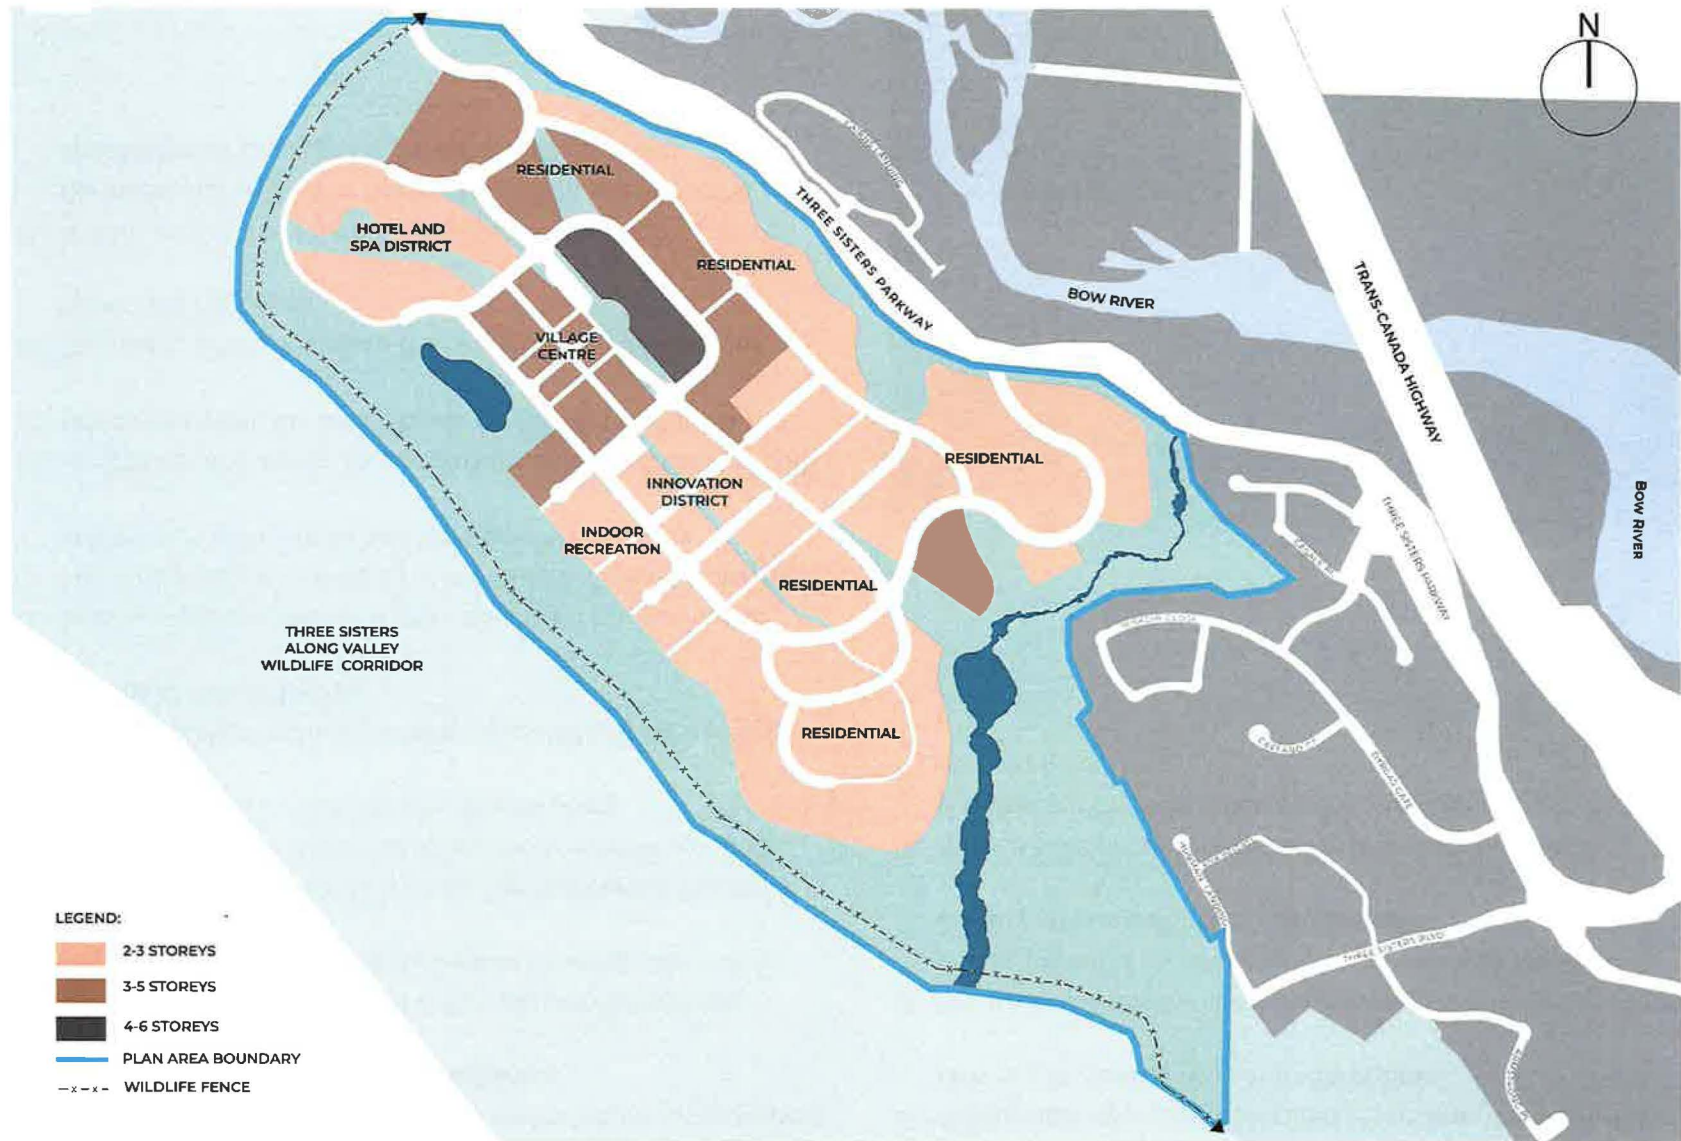 N
RESIDENTIAL
HOTEL AND
SPA DISTRICT
RESIDENTIAL
THREE SISTERS PARKWAY
BOW RIVER
TRANS-CANADA HIGHWAY
VILLAGE
CENTRE
RESIDENTIAL
INNOVATION
DISTRICT
BOW RIVER
INDOOR
RECREATION
THREE SISTERS PARKWAY
RESIDENTIAL
THREE SISTERS
ALONG VALLEY
WILDLIFE CORRIDOR
RESIDENTIAL
THREE SISTERS BLVD
LEGEND:
2-3 STOREYS
3-5 STOREYS
4-6 STOREYS
PLAN AREA BOUNDARY
WILDLIFE FENCE